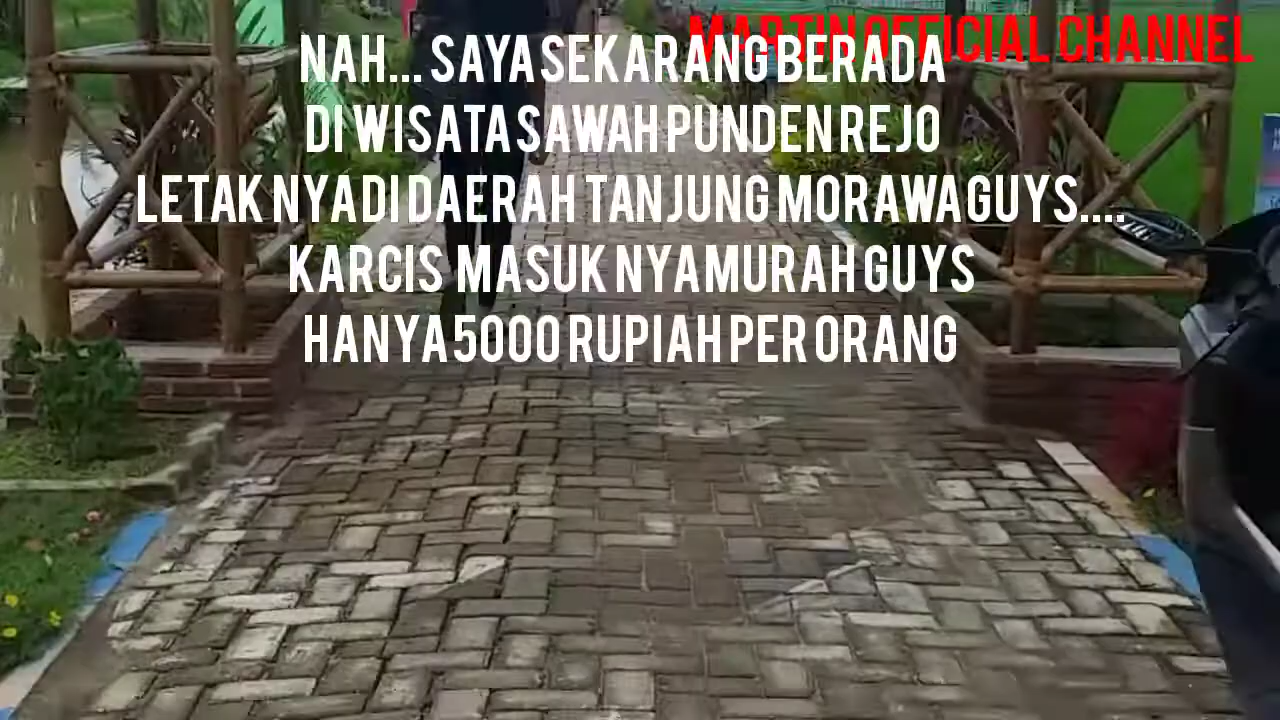 MARTIN OFFICIAL CHANNEL
NAH... SAYA SEKARANG BERADA
DI WISATA SAWAH PUNDEN REJO
LETAK NYA DI DAERAH TANJUNG MORAWA GUYS....
KARCIS MASUK NYA MURAH GUYS
HANYA 5000 RUPIAH PER ORANG